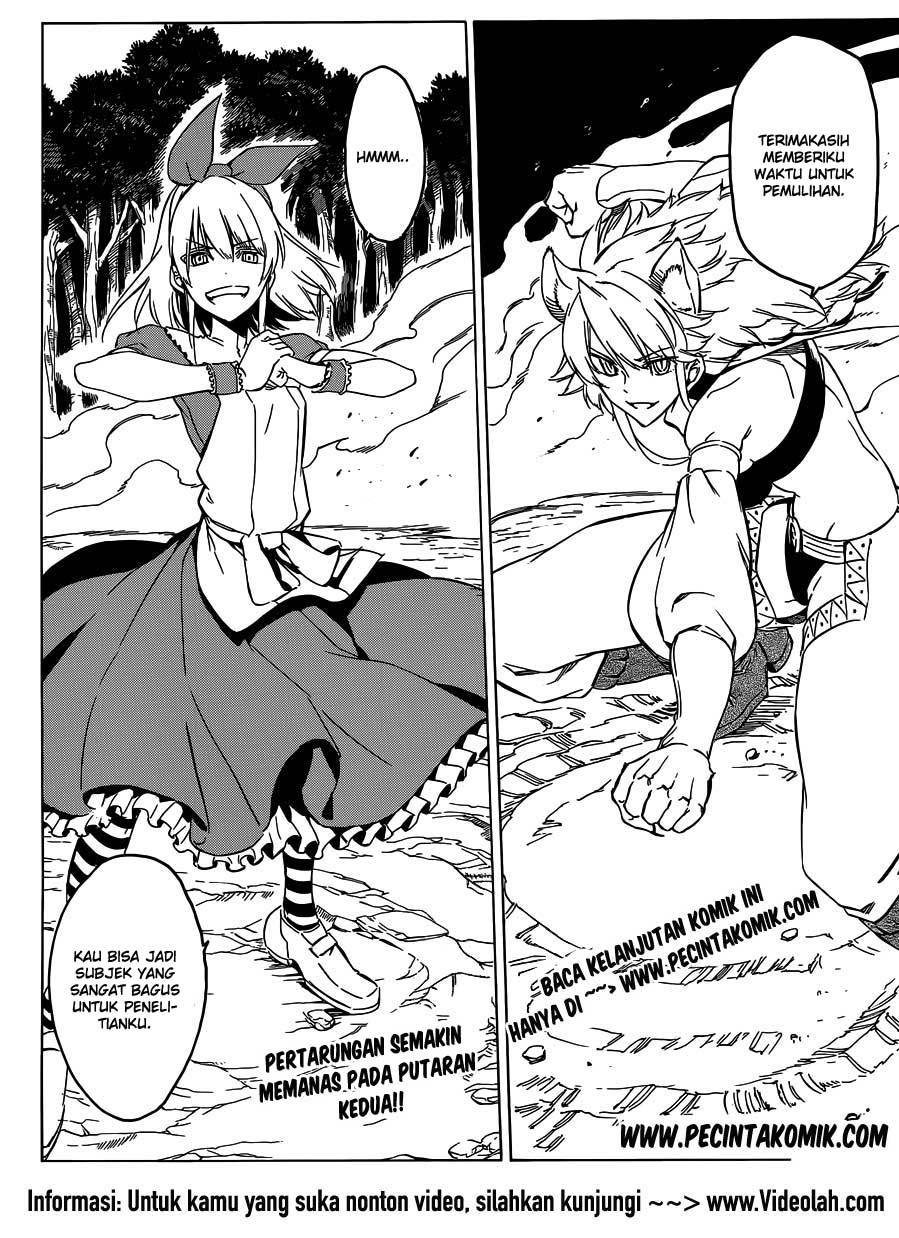 TERIMAKASIH
MEMBERIKU
WAKTU UNTUK
PEMULIHAN.
HMMM..
KAU BISA JADI
SUBJEK YANG
SANGAT BAGUS
UNTUK PENELI-
TIANKU.
PERTARUNGAN SEMAKIN
MEMANAS PADA PUTARAN
KEDUA!!
BACA KELANJUTAN KOMIK INI
HANYA DI ~~> WWW.PECINTAKOMIK.COM
WWW.PECINTAKOMIK.COM
Informasi: Untuk kamu yang suka nonton video, silahkan kunjungi ~~> www.Videolah.com